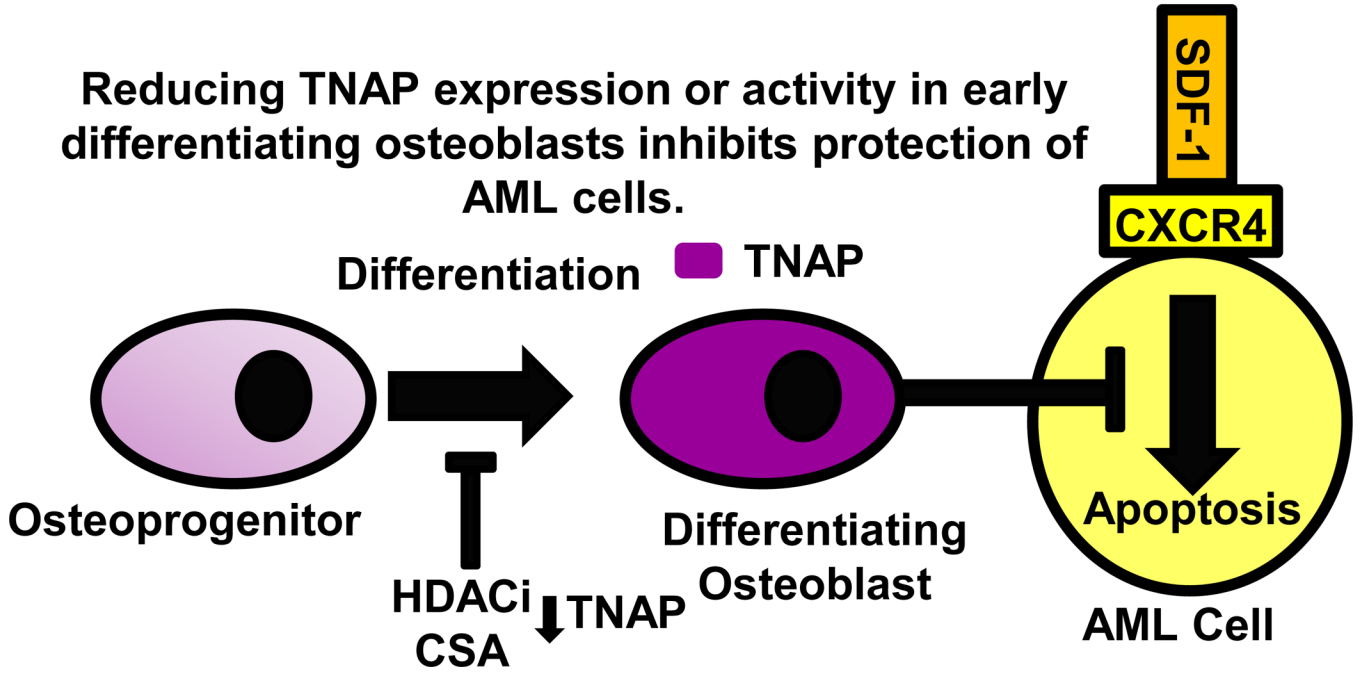 Reducing TNAP expression or activity in early
differentiating osteoblasts inhibits protection of
AML cells.
SDF-1
CXCR4
Differentiation
TNAP
Osteoprogenitor
Differentiating
Osteoblast
Apoptosis
AML Cell
HDACi
CSA
TNAP